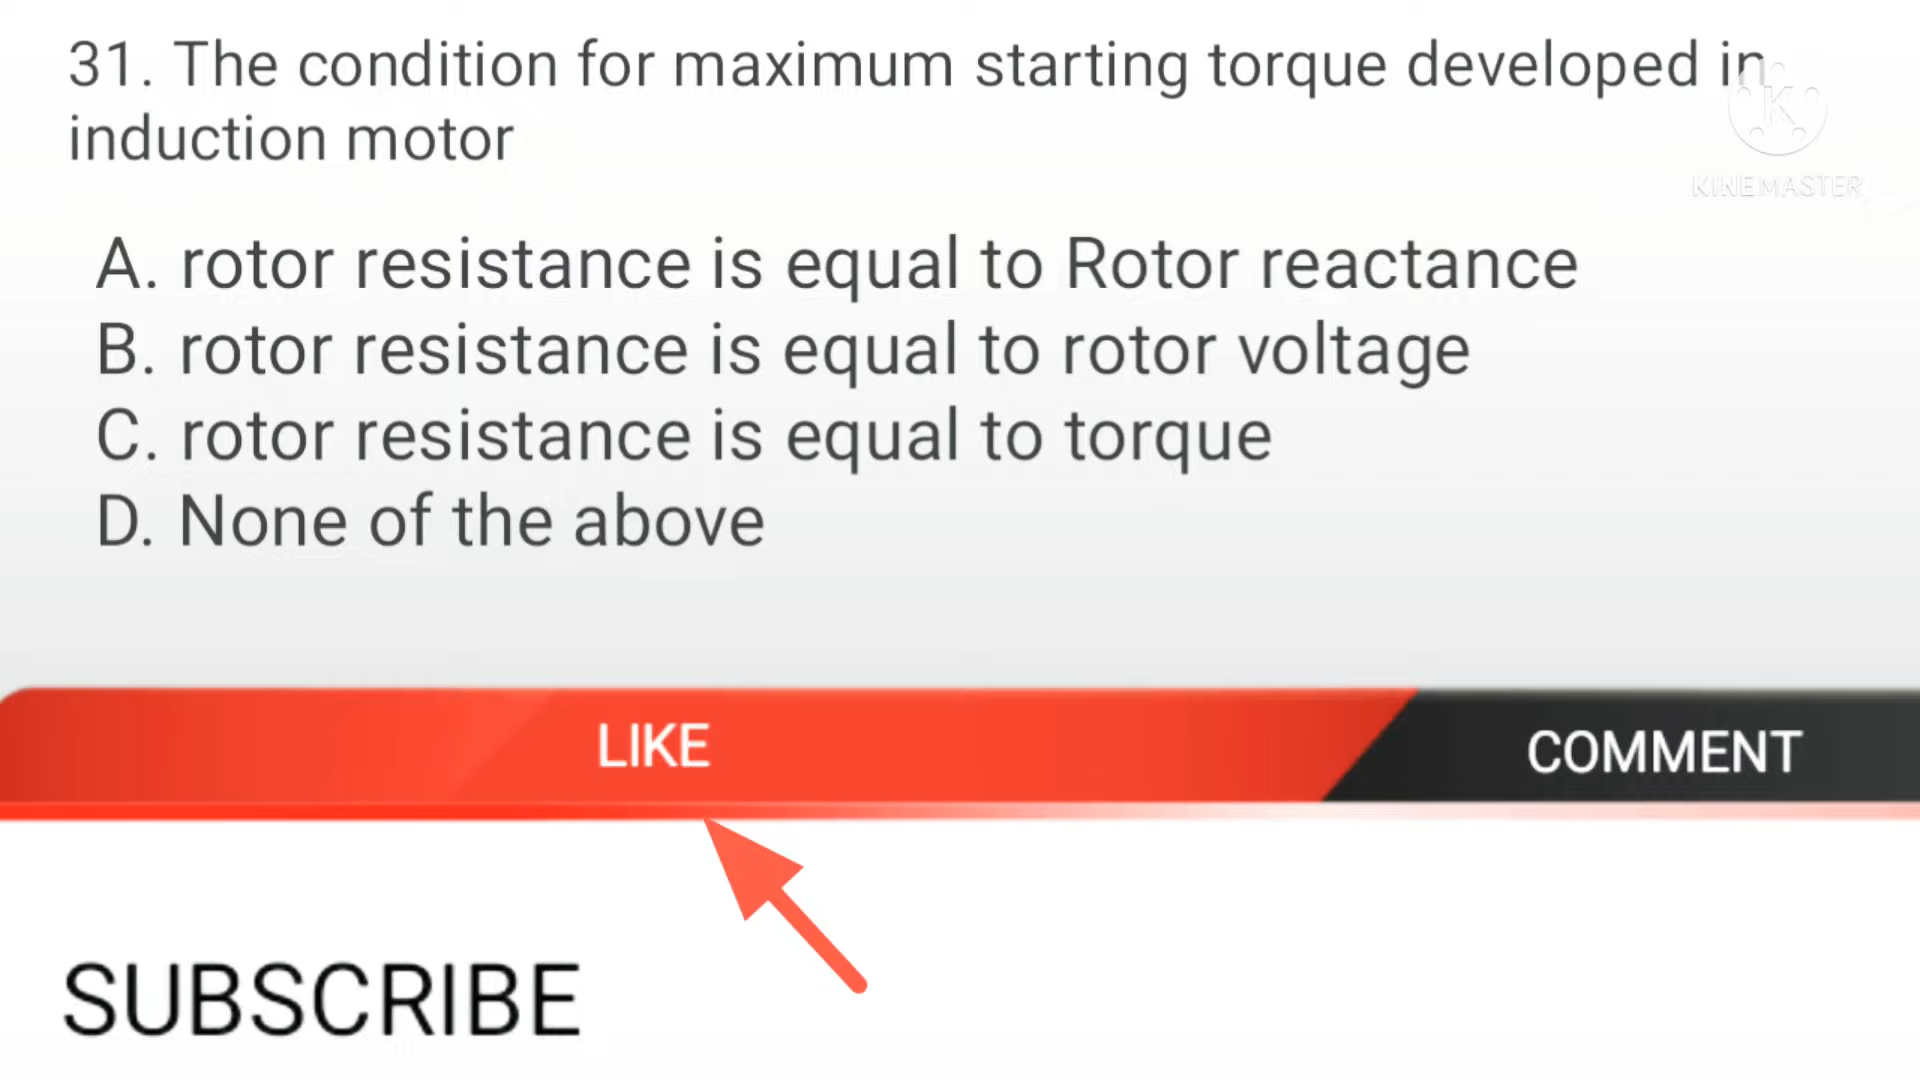 31. The condition for maximum starting torque developed in
induction motor
KINEMASTER
A. rotor resistance is equal to Rotor reactance
B. rotor resistance is equal to rotor voltage
C. rotor resistance is equal to torque
D. None of the above
LIKE
COMMENT
SUBSCRIBE